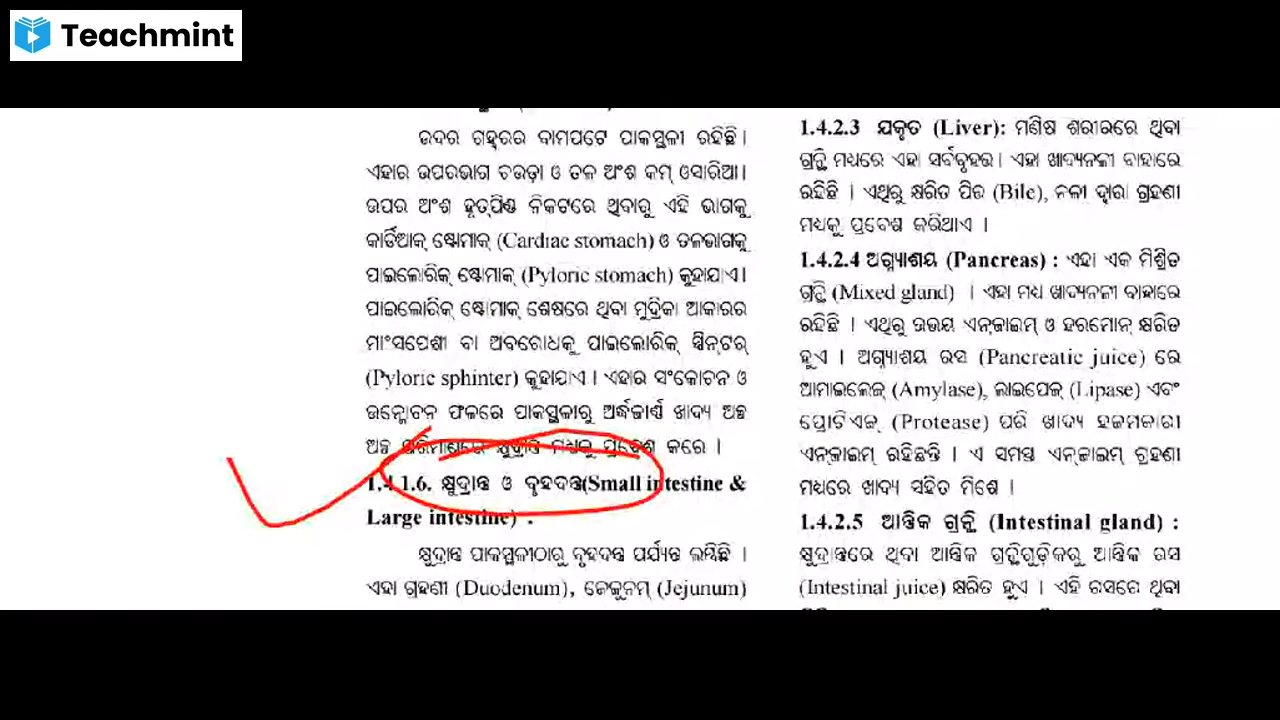 Teachmint
ଉଦର ଗହ୍ୱରର ବାମପଟେ ପାକସ୍ଥଳୀ ରହିଛି ।
ଏହାର ଉପରଭାଗ ଚଉଡ଼ା ଓ ତଳ ଅଂଶ କମ୍ ଓସାରିଆ।
ଉପର ଅଂଶ ହୃତ୍‌ପିଣ୍ଡ ନିକଟରେ ଥିବାରୁ ଏହି ଭାଗକୁ
କାର୍ଡିଆକ୍ ଷ୍ଟୋମାକ୍ (Cardiac stomach) ଓ ତଳଭାଗକୁ
ପାଇଲୋରିକ୍ ଷ୍ଟୋମାକ୍ (Pyloric stomach) କୁହାଯାଏ।
ପାଇଲୋରିକ୍ ଷ୍ଟୋମାକ୍ ଶେଷରେ ଥିବା ମୁଦ୍ରିକା ଆକାରର
ମାଂସପେଶୀ ବା ଅବରୋଧକୁ ପାଇଲୋରିକ୍ ସ୍ପିନ୍‌ଟର୍
(Pyloric sphinter) କୁହାଯାଏ । ଏହାର ସଂକୋଚନ ଓ
ଉନ୍ମୋଚନ ଫଳରେ ପାକସ୍ଥଳୀରୁ ଅର୍ଦ୍ଧଜୀର୍ଣ୍ଣ ଖାଦ୍ୟ ଅଳ୍ପ
ଅଳ୍ପ ପରିମାଣରେ କ୍ଷୁଦ୍ରାନ୍ତ ମଧ୍ୟକୁ ପ୍ରବେଶ କରେ ।
1.4.1.6. କ୍ଷୁଦ୍ରାନ୍ତ ଓ ବୃହଦନ୍ତ(Small intestine &
Large intestine) :
କ୍ଷୁଦ୍ରାନ୍ତ ପାକସ୍ଥଳୀଠାରୁ ବୃହଦନ୍ତ ପର୍ଯ୍ୟନ୍ତ ଲମ୍ବିଛି ।
ଏହା ଗ୍ରହଣୀ (Duodenum), ଜେଜୁନମ୍ (Jejunum)
1.4.2.3 ଯକୃତ (Liver): ମଣିଷ ଶରୀରରେ ଥିବା
ଗ୍ରନ୍ଥି ମଧ୍ୟରେ ଏହା ସର୍ବବୃହତ । ଏହା ଖାଦ୍ୟନଳୀ ବାହାରେ
ରହିଛି । ଏଥିରୁ କ୍ଷରିତ ପିତ୍ତ (Bile), ନଳୀ ଦ୍ୱାରା ଗ୍ରହଣୀ
ମଧ୍ୟକୁ ପ୍ରବେଶ କରିଥାଏ ।
1.4.2.4 ଅଗ୍ନ୍ୟାଶୟ (Pancreas) : ଏହା ଏକ ମିଶ୍ରିତ
ଗ୍ରନ୍ଥି (Mixed gland) । ଏହା ମଧ୍ୟ ଖାଦ୍ୟନଳୀ ବାହାରେ
ରହିଛି । ଏଥିରୁ ଉଭୟ ଏନ୍‌ଜାଇମ୍ ଓ ହରମୋନ୍ କ୍ଷରିତ
ହୁଏ । ଅଗ୍ନ୍ୟାଶୟ ରସ (Pancreatic juice) ରେ
ଆମାଇଲେଜ୍ (Amylase), ଲାଇପେଜ୍ (Lipase) ଏବଂ
ପ୍ରୋଟିଏଜ୍ (Protease) ପରି ଖାଦ୍ୟ ହଜମକାରୀ
ଏନ୍‌ଜାଇମ୍ ରହିଛନ୍ତି । ଏ ସମସ୍ତ ଏନ୍‌ଜାଇମ୍ ଗ୍ରହଣୀ
ମଧ୍ୟରେ ଖାଦ୍ୟ ସହିତ ମିଶେ ।
1.4.2.5 ଆନ୍ତ୍ରିକ ଗ୍ରନ୍ଥି (Intestinal gland) :
କ୍ଷୁଦ୍ରାନ୍ତରେ ଥିବା ଆନ୍ତ୍ରିକ ଗ୍ରନ୍ଥିଗୁଡ଼ିକରୁ ଆନ୍ତ୍ରିକ ରସ
(Intestinal juice) କ୍ଷରିତ ହୁଏ । ଏହି ରସରେ ଥିବା